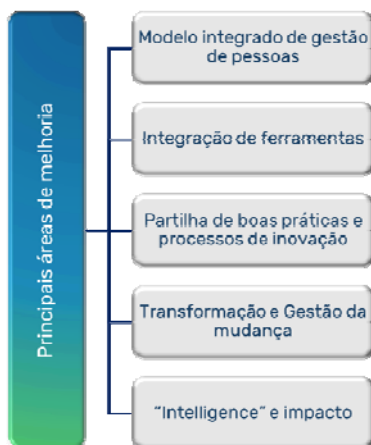 Principais áreas de melhoria
Modelo integrado de gestão
de pessoas
Integração de ferramentas
Partilha de boas práticas e
processos de inovação
Transformação e Gestão da
mudança
"Intelligence" e impacto